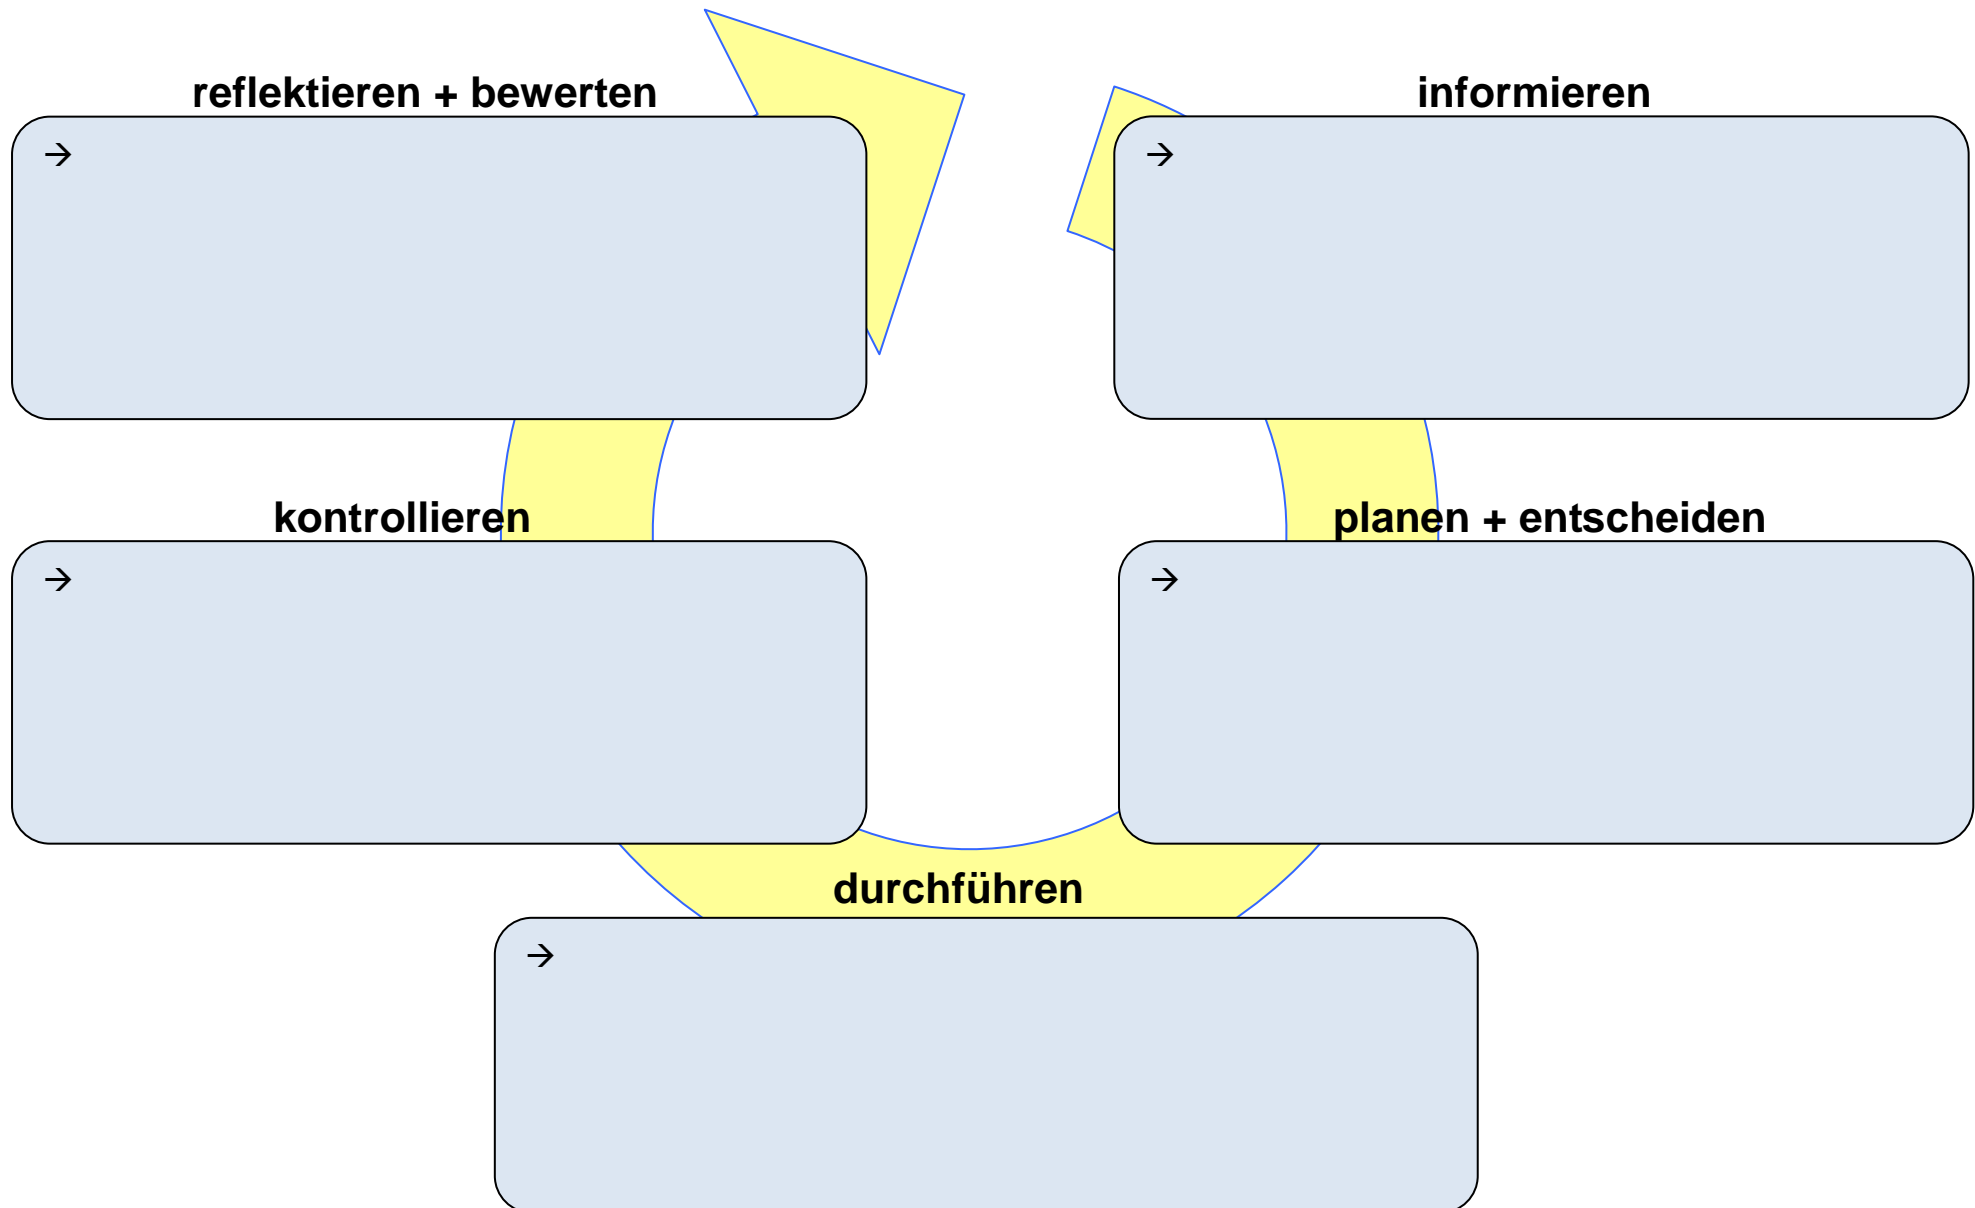 reflektieren + bewerten
→
informieren
→
kontrollieren
→
planen + entscheiden
→
durchführen
→